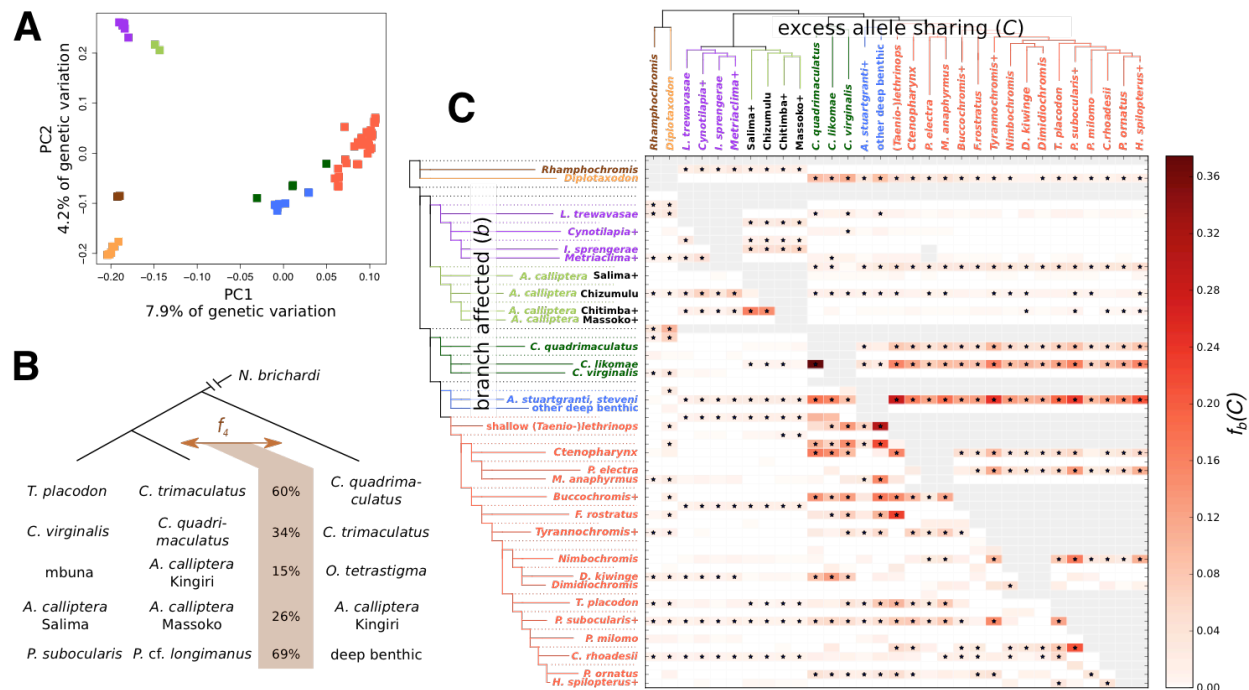 A
PC2
4.2% of genetic variation
0.2
0.1
0.0
−0.1
−0.2
−0.20
−0.15
−0.10
−0.05
0.00
0.05
0.10
PC1
7.9% of genetic variation
B
N. brichardi
f4
T. placodon
C. trimaculatus
60%
C. quadrima-
culatus
C. virginalis
C. quadri-
maculatus
34%
C. trimaculatus
mbuna
A. calliptera
Kingiri
15%
O. tetrastigma
A. calliptera
Salima
A. calliptera
Massoko
26%
A. calliptera
Kingiri
P. subocularis
P. cf. longimanus
69%
deep benthic
C
excess allele sharing (C)
Rhamphochromis
Diplotaxodon
L. trewavasae
Cynotilapia+
I. sprengerae
Metriaclima+
Salima+
Chizumulu
Chitimba+
Massoko+
C. quadrimaculatus
C. likomae
C. virginalis
A. stuartgranti+
other deep benthic
(Taenio-)lethrinops
Ctenopharynx
P. electra
M. anaphyrmus
Buccochromis+
F.rostratus
Tyrannochromis+
Nimbochromis
D. kiwinge
Dimidiochromis
T. placodon
P. subocularis+
P. milomo
C.rhoadesii
P. ornatus
H. spilopterus+
branch affected (b)
Rhamphochromis
Diplotaxodon
L. trewavasae
Cynotilapia+
I. sprengerae
Metriaclima+
A. calliptera Salima+
A. calliptera Chizumulu
A. calliptera Chitimba+
A. calliptera Massoko+
C. quadrimaculatus
C. likomae
C. virginalis
A. stuartgranti, steveni
other deep benthic
shallow (Taenio-)lethrinops
Ctenopharynx
P. electra
M. anaphyrmus
Buccochromis+
F. rostratus
Tyrannochromis+
Nimbochromis
D. kiwinge
Dimidiochromis
T. placodon
P. subocularis+
P. milomo
C. rhoadesii
P. ornatus
H. spilopterus+
0.36
0.32
0.28
0.24
0.20
0.16
0.12
0.08
0.04
0.00
fb(C)